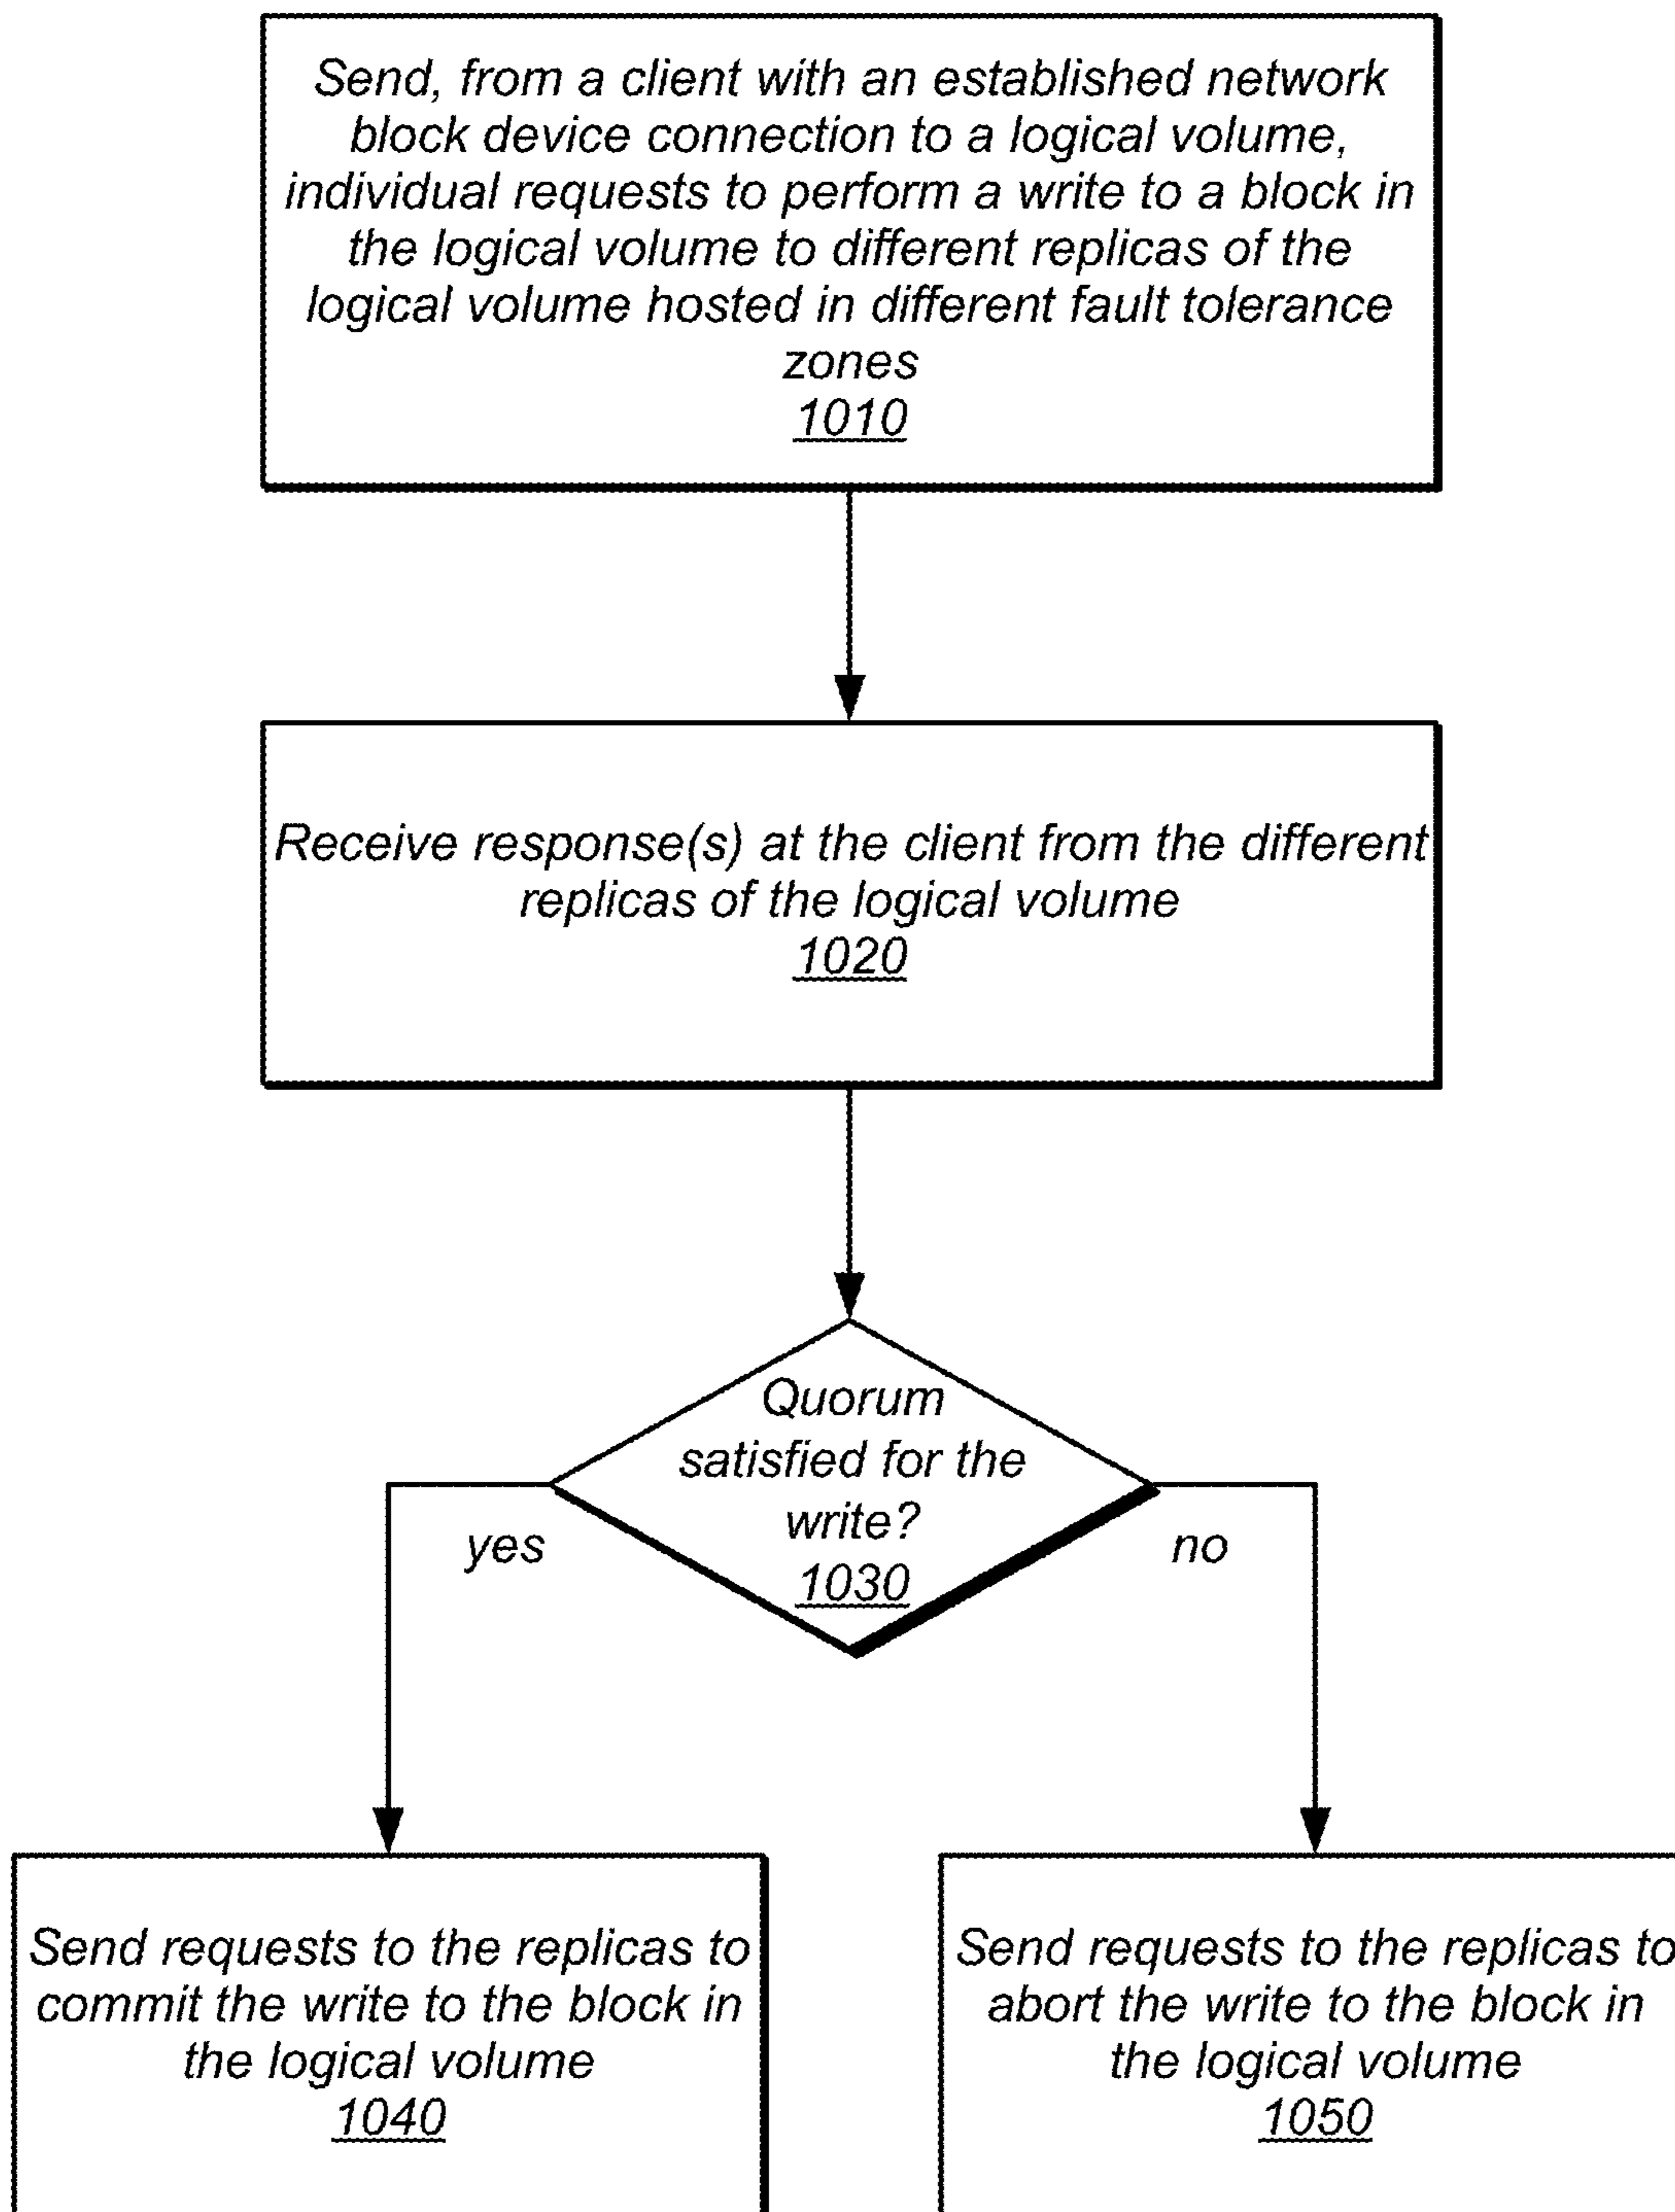 Send, from a client with an established network
block device connection to a logical volume,
individual requests to perform a write to a block in
the logical volume to different replicas of the
logical volume hosted in different fault tolerance
zones
1010
Receive response(s) at the client from the different
replicas of the logical volume
1020
Quorum
satisfied for the
write?
1030
yes
no
Send requests to the replicas to
commit the write to the block in
the logical volume
1040
Send requests to the replicas to
abort the write to the block in
the logical volume
1050